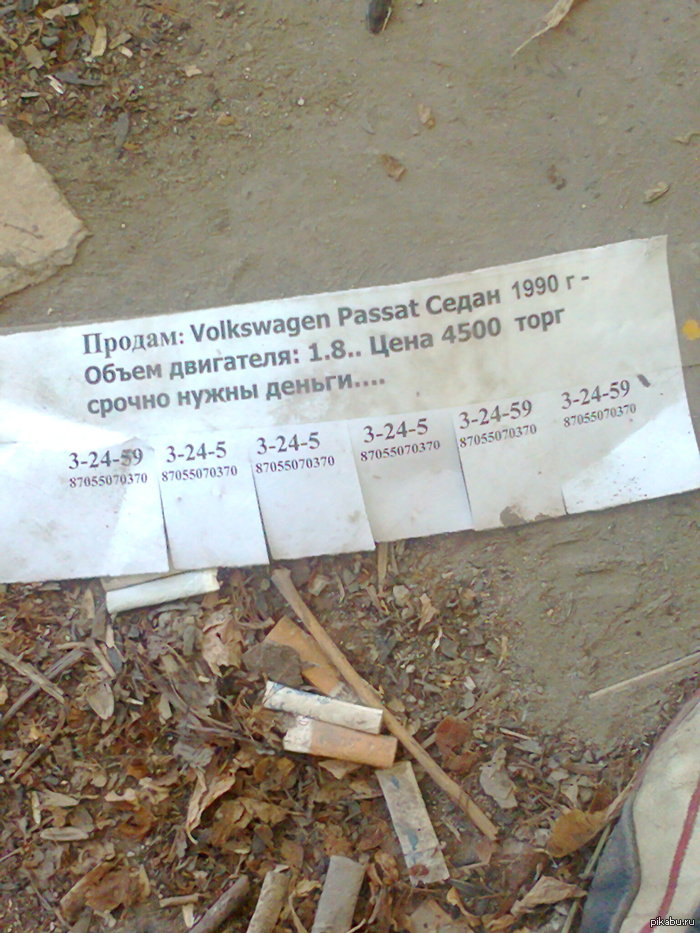 Продам: Volkswagen Passat Седан 1990 г -
Объем двигателя: 1.8.. Цена 4500 торг
срочно нужны деньги....
3-24-59 3-24-5 3-24-5 3-24-5 3-24-59 3-24-59
87055070370 87055070370 87055070370 87055070370 87055070370 87055070370
pikabu.ru